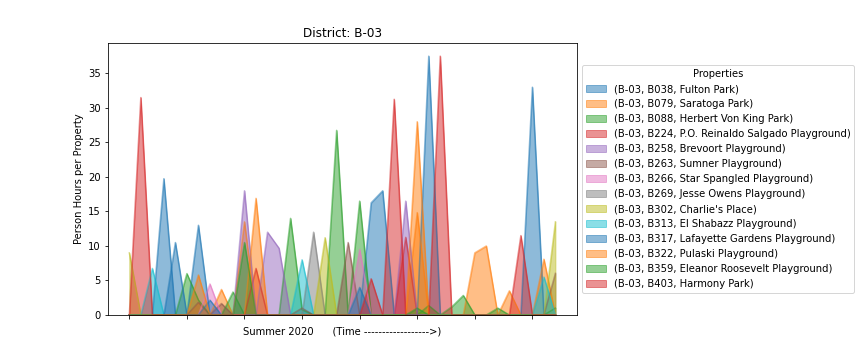 District: B-03
Person Hours per Property
35
30
25
20
15
10
5
0
Summer 2020 (Time ------------------>)
Properties
(B-03, B038, Fulton Park)
(B-03, B079, Saratoga Park)
(B-03, B088, Herbert Von King Park)
(B-03, B224, P.O. Reinaldo Salgado Playground)
(B-03, B258, Brevoort Playground)
(B-03, B263, Sumner Playground)
(B-03, B266, Star Spangled Playground)
(B-03, B269, Jesse Owens Playground)
(B-03, B302, Charlie's Place)
(B-03, B313, El Shabazz Playground)
(B-03, B317, Lafayette Gardens Playground)
(B-03, B322, Pulaski Playground)
(B-03, B359, Eleanor Roosevelt Playground)
(B-03, B403, Harmony Park)